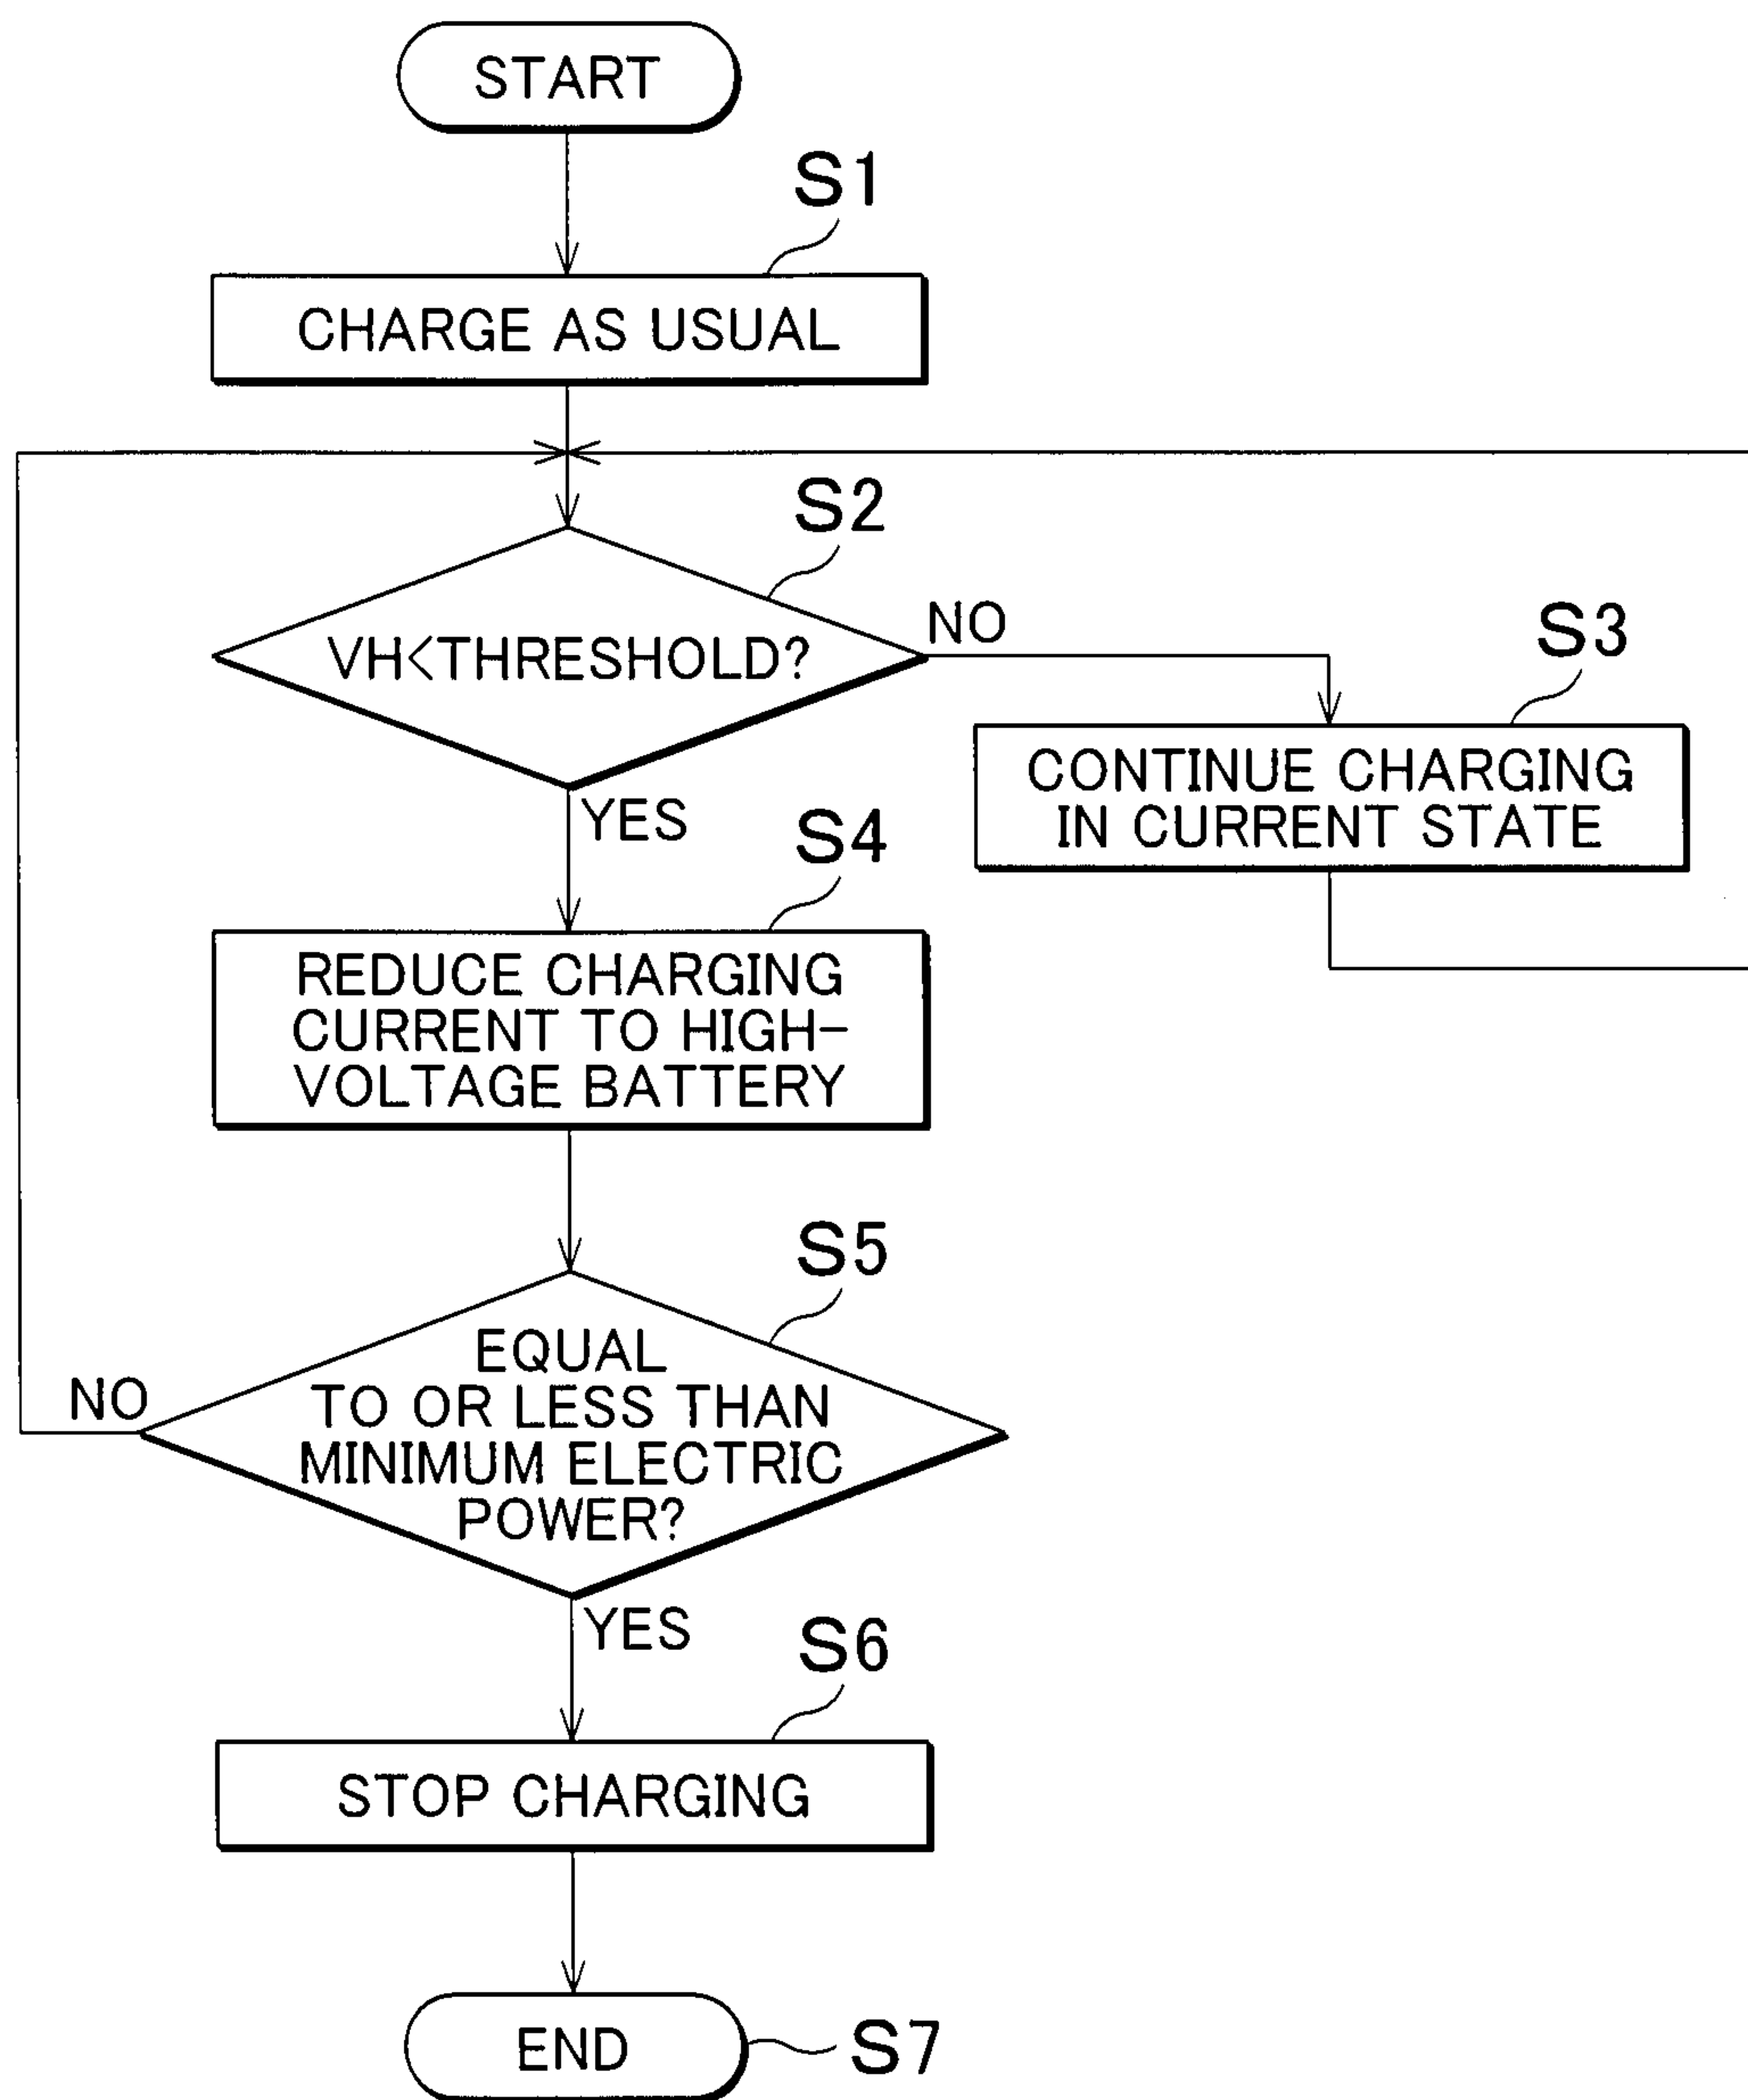 START
S1
CHARGE AS USUAL
S2
VH<THRESHOLD?
NO
S3
CONTINUE CHARGING
IN CURRENT STATE
YES
S4
REDUCE CHARGING
CURRENT TO HIGH-
VOLTAGE BATTERY
S5
EQUAL
TO OR LESS THAN
MINIMUM ELECTRIC
POWER?
NO
YES
S6
STOP CHARGING
END
S7